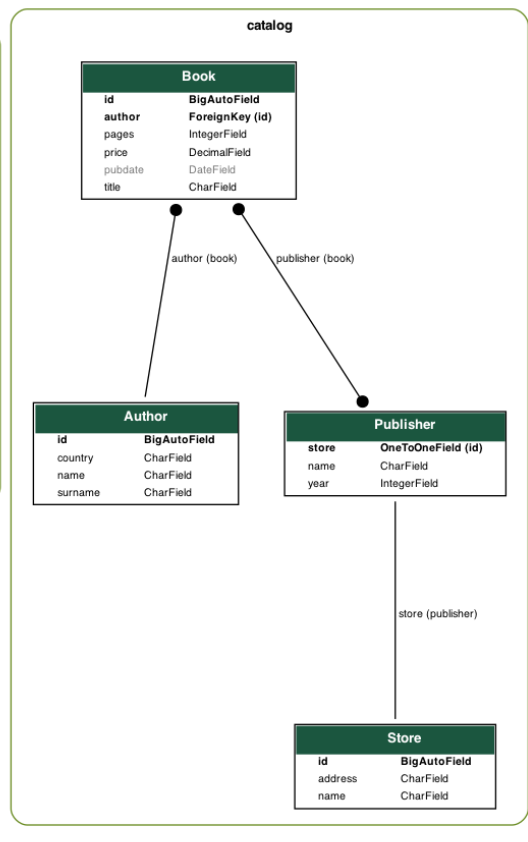 catalog
Book
id BigAutoField
author ForeignKey (id)
pages IntegerField
price DecimalField
pubdate DateField
title CharField
author (book)
publisher (book)
Author
id BigAutoField
country CharField
name CharField
surname CharField
Publisher
store OneToOneField (id)
name CharField
year IntegerField
store (publisher)
Store
id BigAutoField
address CharField
name CharField